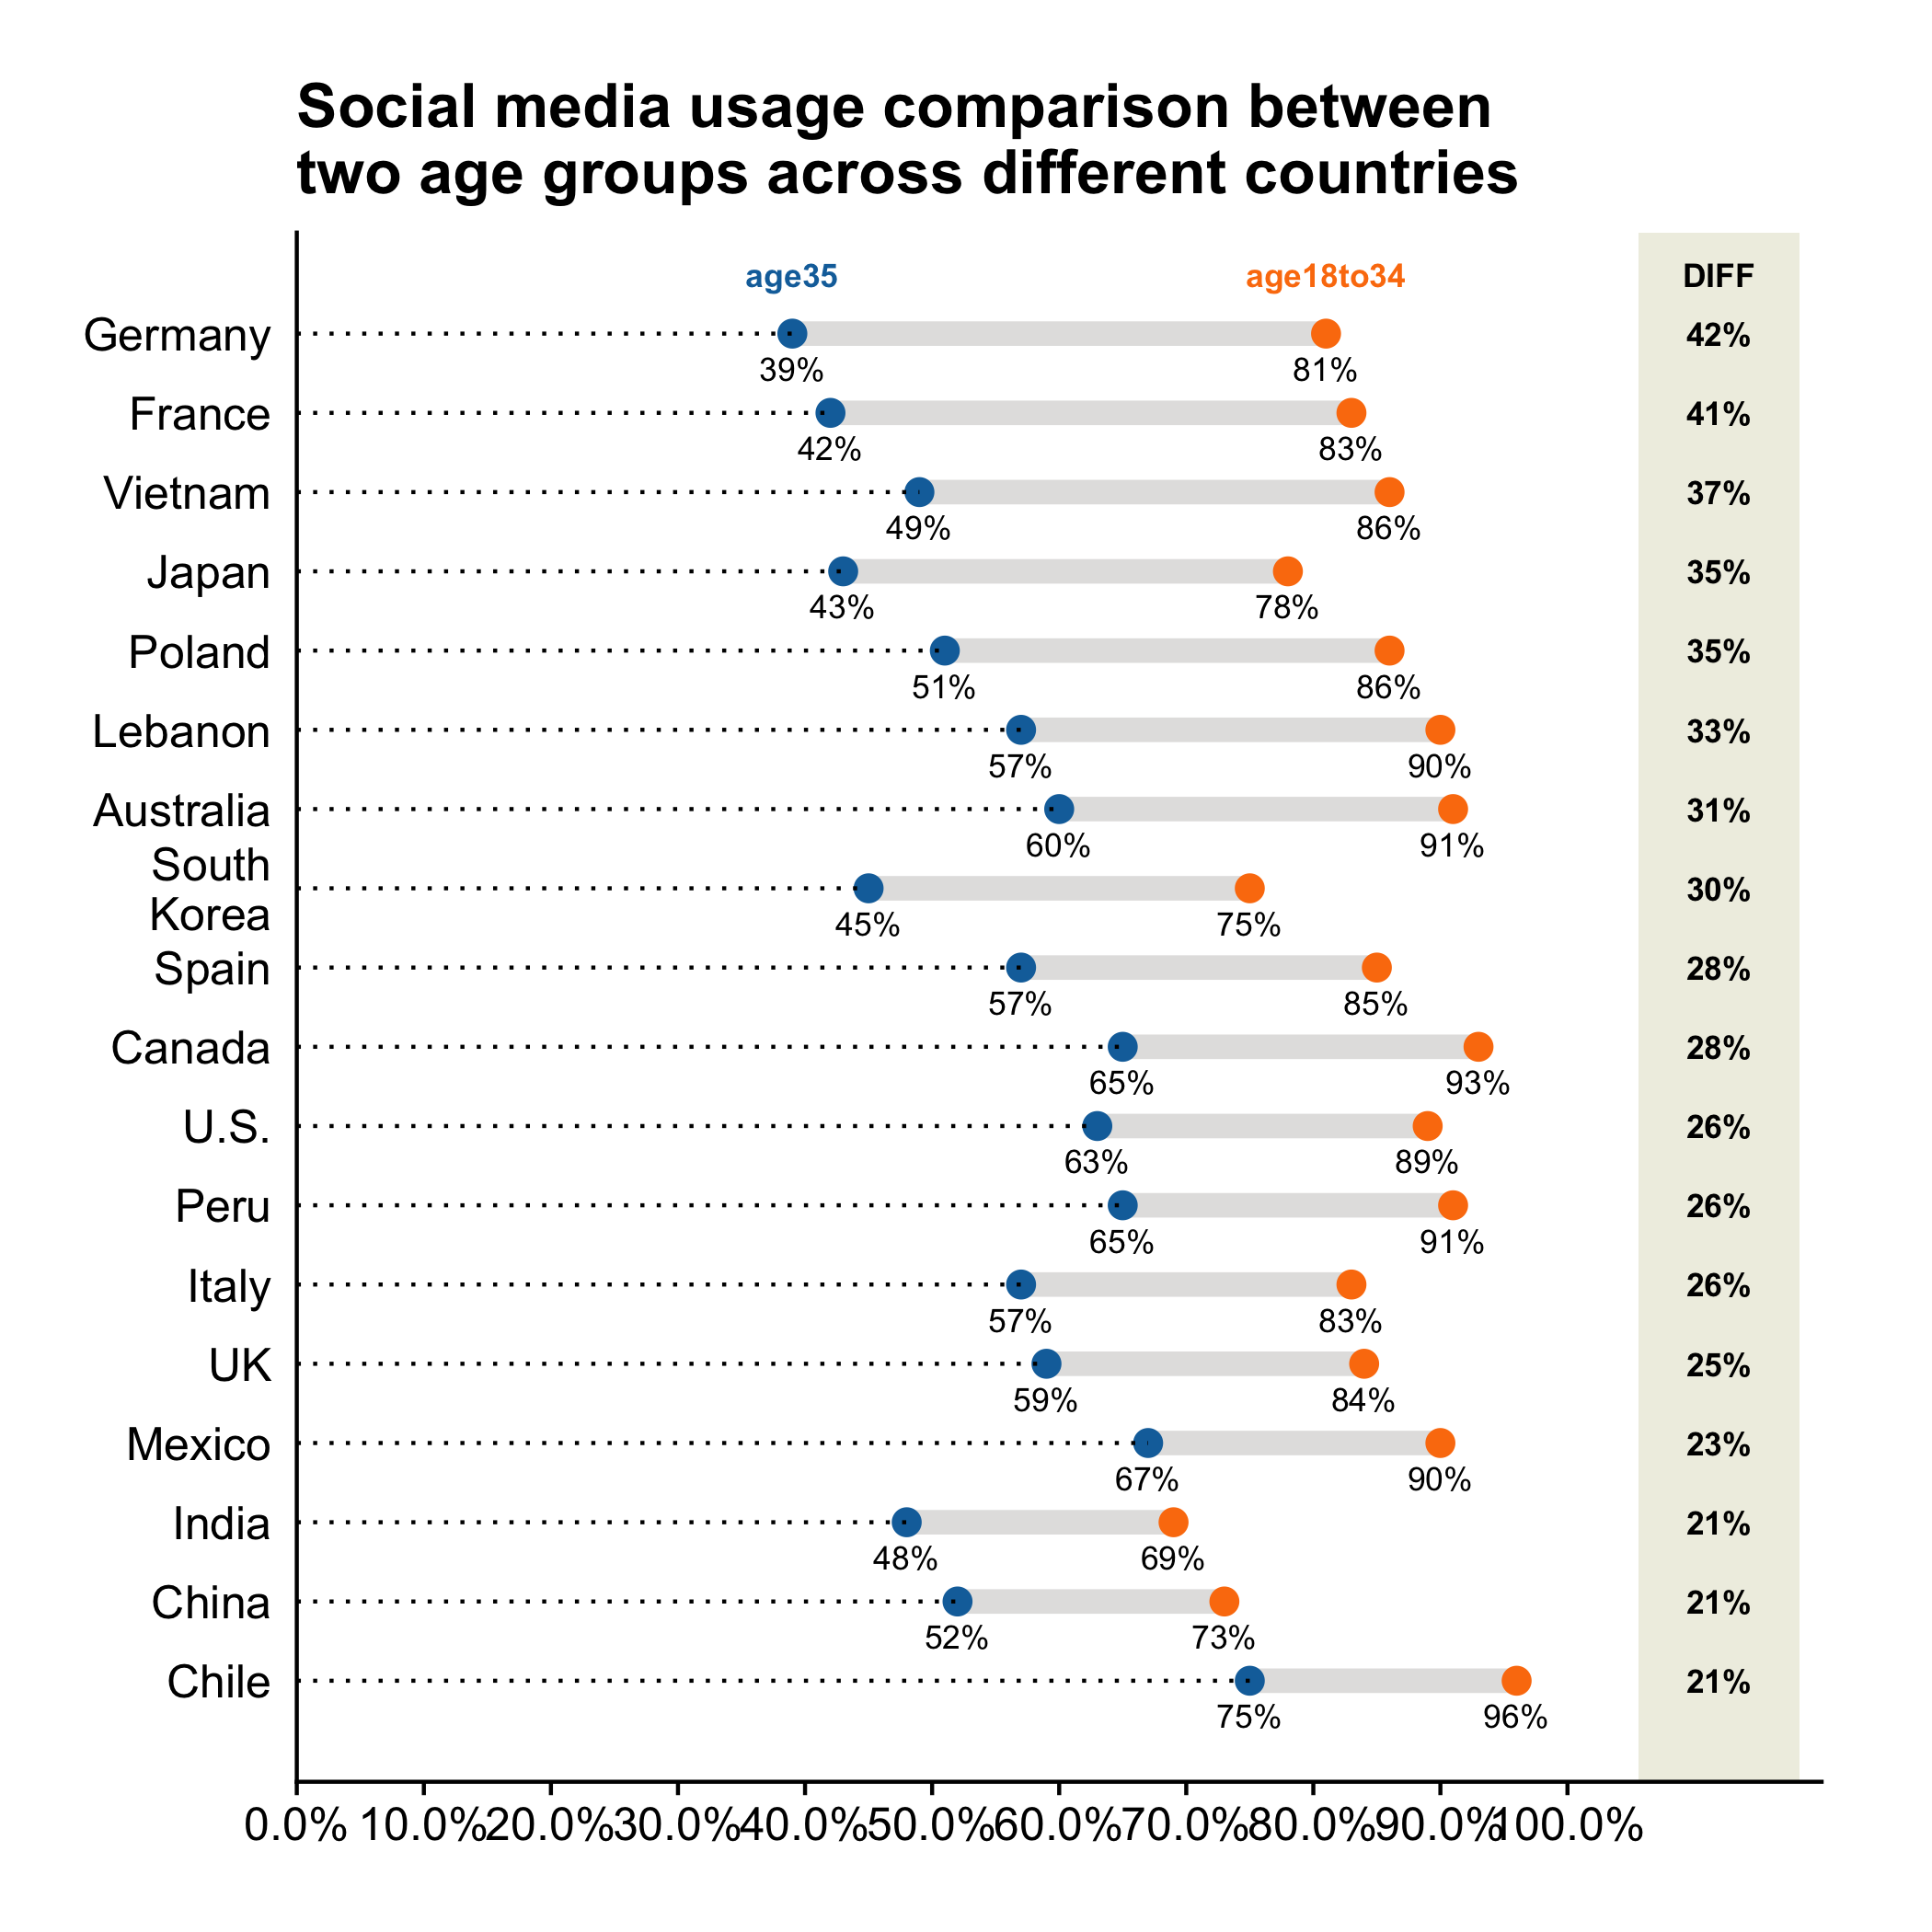 Social media usage comparison between
two age groups across different countries
age35 age18to34 DIFF
Germany 42%
39% 81%
France 41%
42% 83%
Vietnam 37%
49% 86%
Japan 35%
43% 78%
Poland 35%
51% 86%
Lebanon 33%
57% 90%
Australia 31%
60% 91%
South
Korea 30%
45% 75%
Spain 28%
57% 85%
Canada 28%
65% 93%
U.S. 26%
63% 89%
Peru 26%
65% 91%
Italy 26%
57% 83%
UK 25%
59% 84%
Mexico 23%
67% 90%
India 21%
48% 69%
China 21%
52% 73%
Chile 21%
75% 96%
0.0% 10.0% 20.0% 30.0% 40.0% 50.0% 60.0% 70.0% 80.0% 90.0% 100.0%